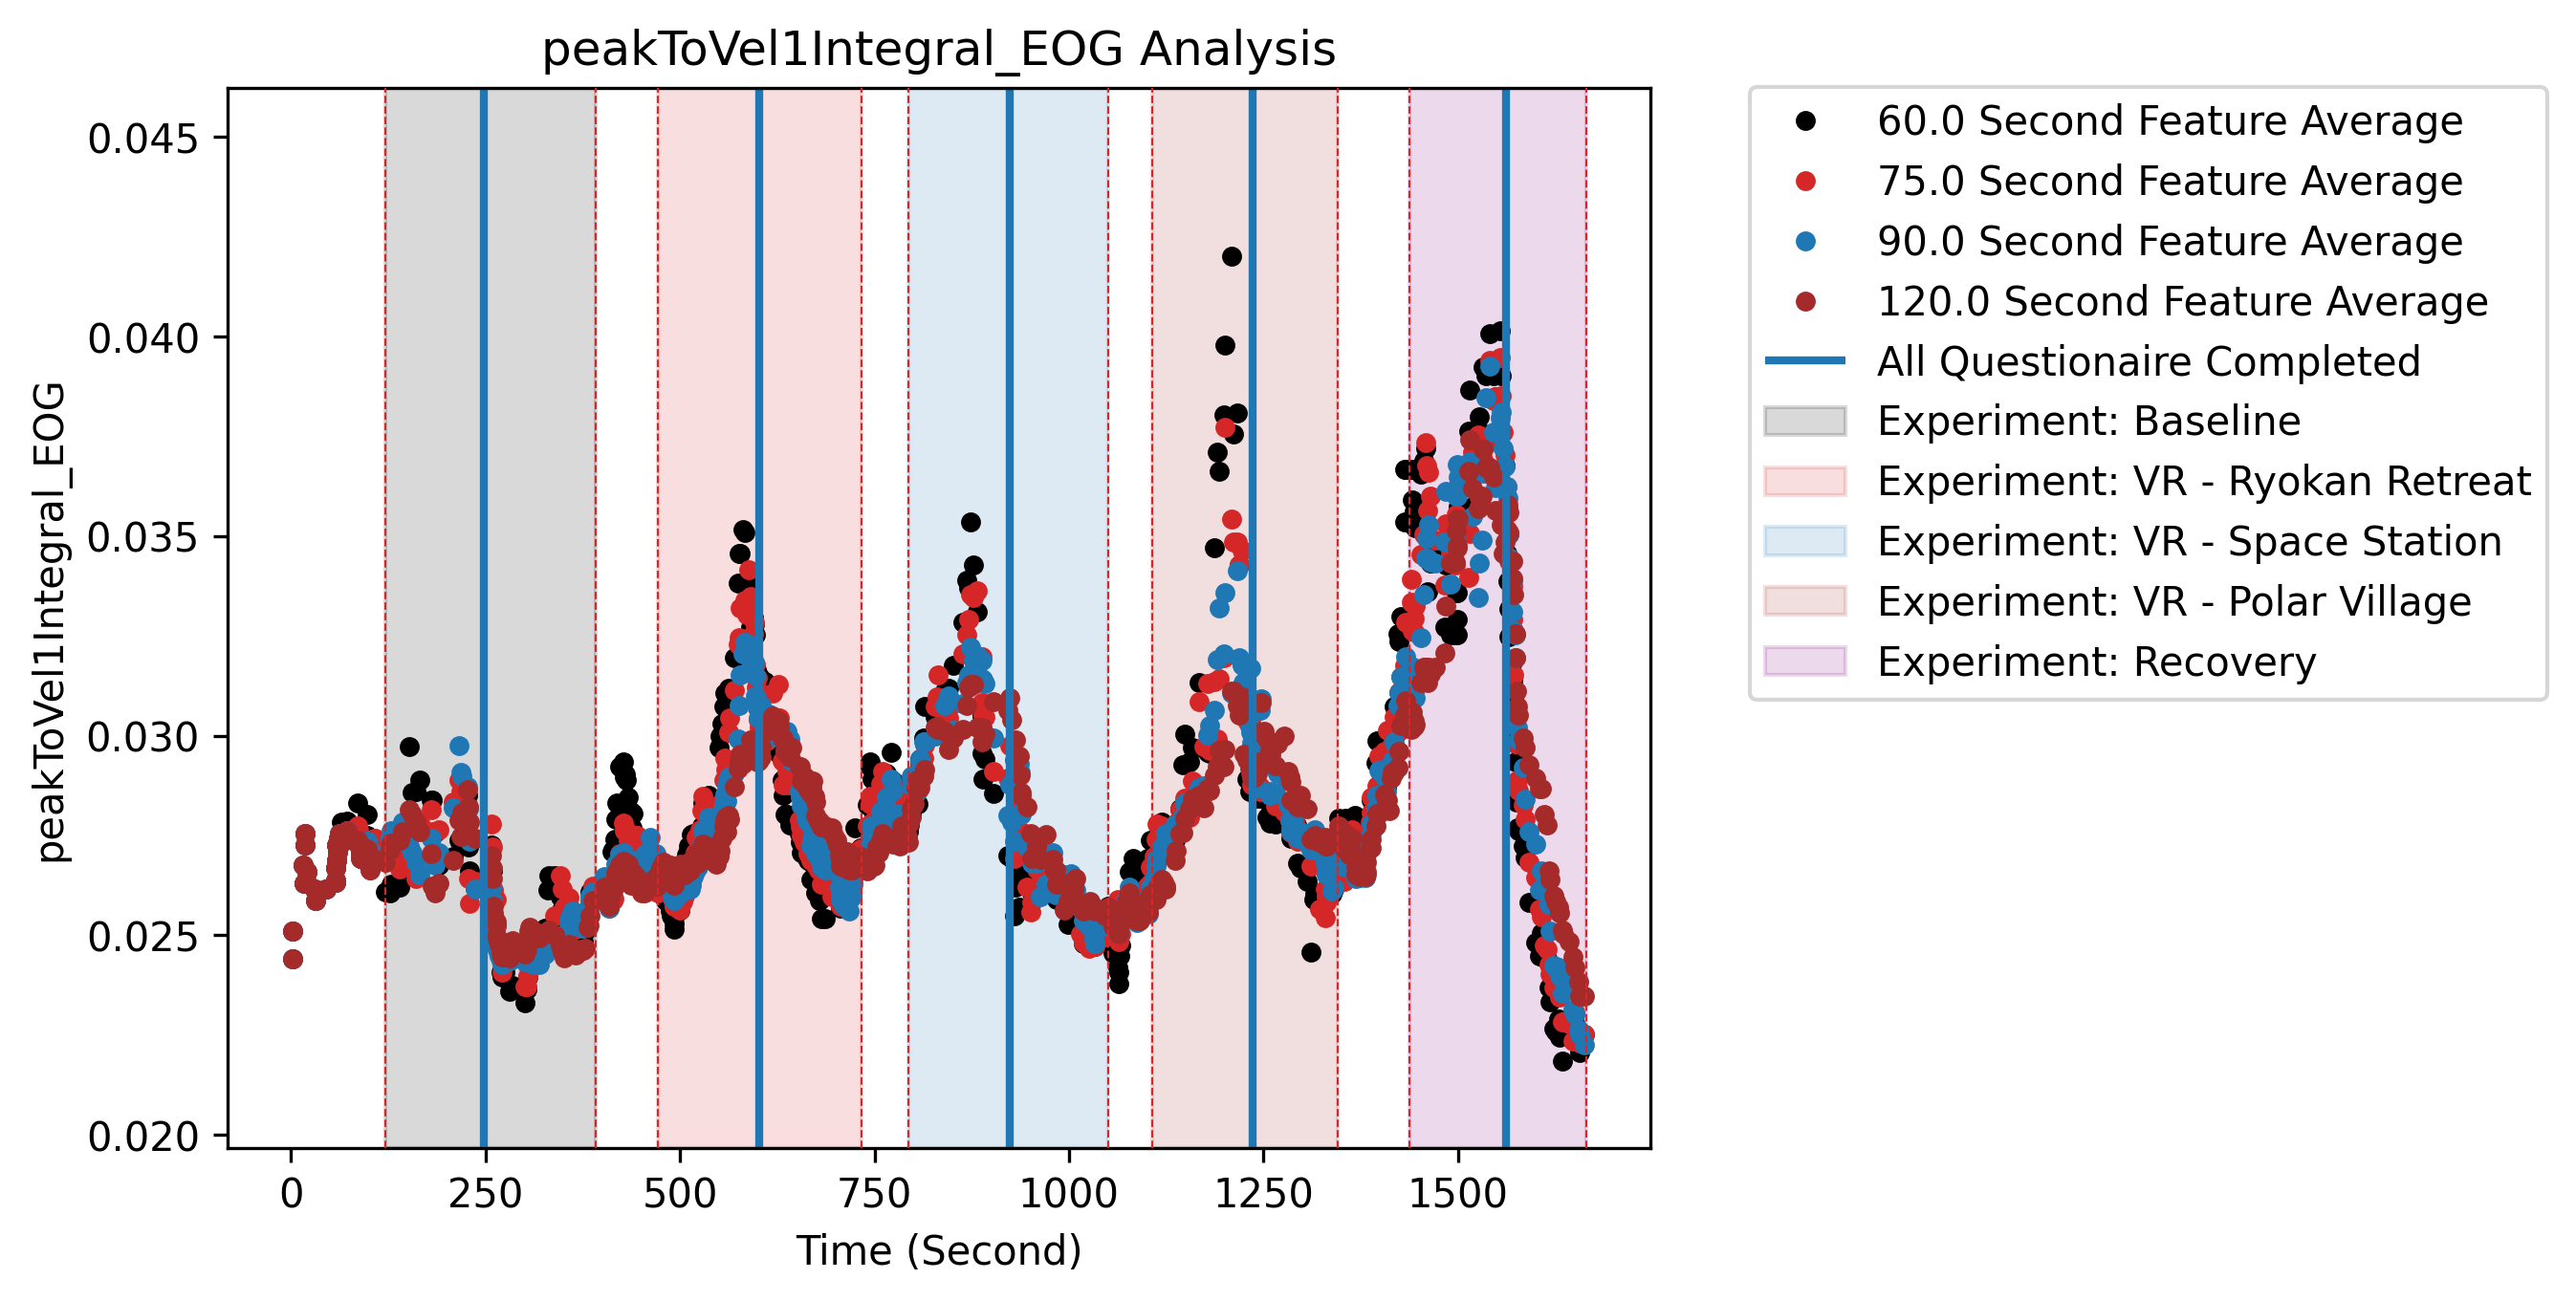 peakToVel1Integral_EOG Analysis
0.045
0.040
0.035
0.030
0.025
0.020
peakToVel1Integral_EOG
0 250 500 750 1000 1250 1500
Time (Second)
60.0 Second Feature Average
75.0 Second Feature Average
90.0 Second Feature Average
120.0 Second Feature Average
All Questionaire Completed
Experiment: Baseline
Experiment: VR - Ryokan Retreat
Experiment: VR - Space Station
Experiment: VR - Polar Village
Experiment: Recovery